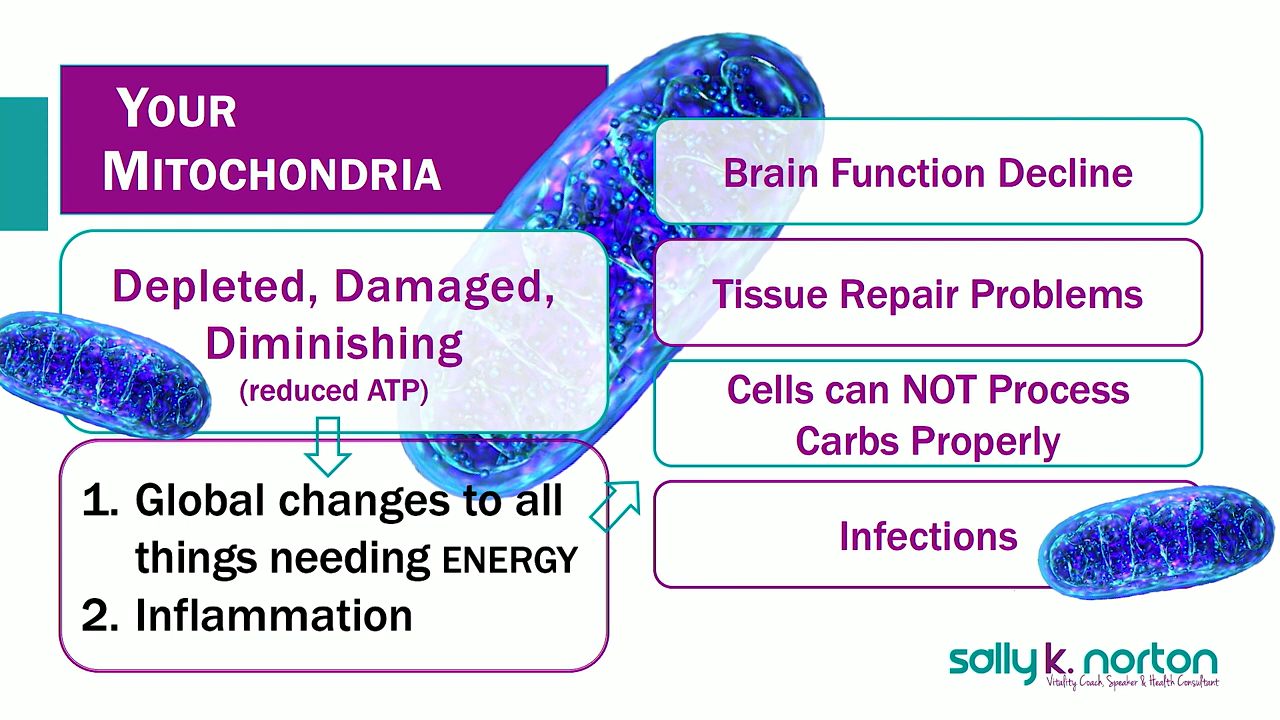 Your
Mitochondria
Depleted, Damaged,
Diminishing
(reduced ATP)
1. Global changes to all
things needing ENERGY
2. Inflammation
Brain Function Decline
Tissue Repair Problems
Cells can NOT Process
Carbs Properly
Infections
sally k. norton
Vitality Coach, Speaker & Health Consultant